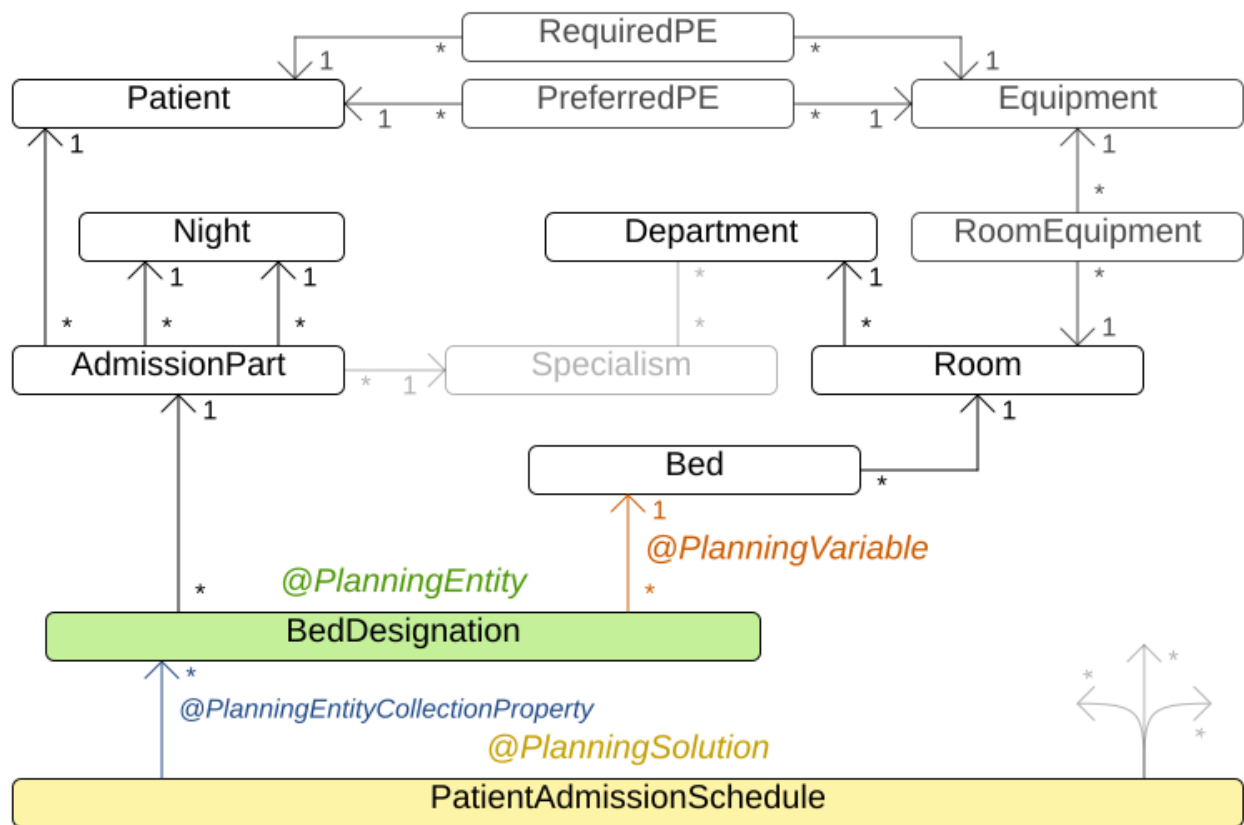 RequiredPE
* *
1 1
Patient PreferredPE Equipment
1 * * 1
1 1
*
Night Department RoomEquipment
1 1 * 1 *
* * * * * 1
AdmissionPart Specialism Room
* 1
1 1
Bed
*
1
@PlanningVariable
@PlanningEntity
* *
BedDesignation
*
* *
@PlanningEntityCollectionProperty
*
@PlanningSolution
PatientAdmissionSchedule